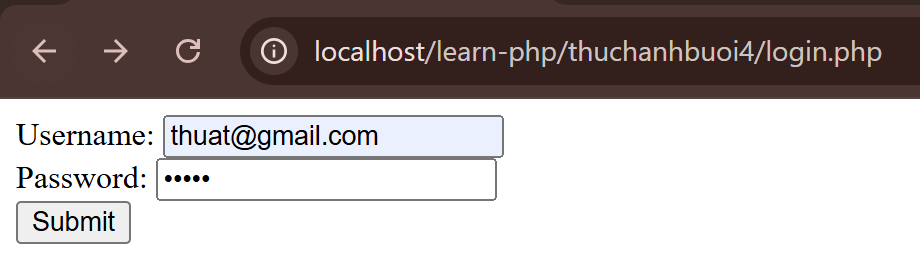 localhost/learn-php/thuchanhbuoi4/login.php
Username: thuat@gmail.com
Password: •••••
Submit